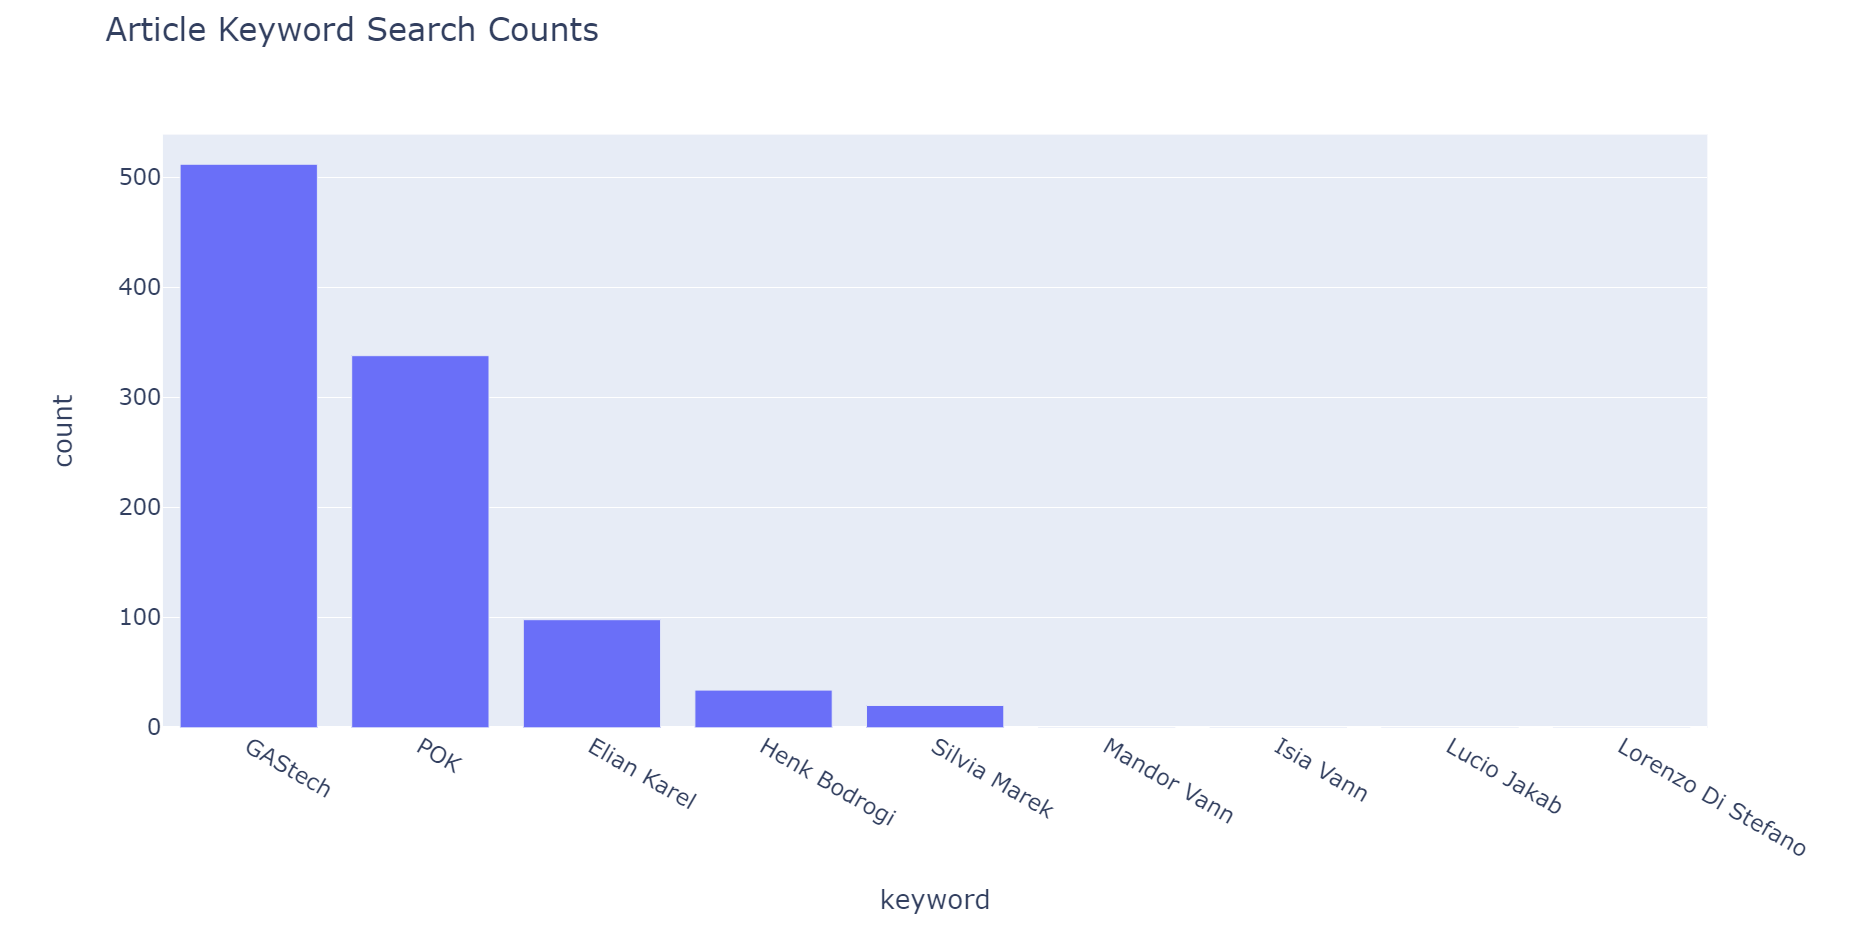 Article Keyword Search Counts
500
400
300
200
100
0
count
GAStech
POK
Elian Karel
Henk Bodrogi
Silvia Marek
Mandor Vann
Isia Vann
Lucio Jakab
Lorenzo Di Stefano
keyword